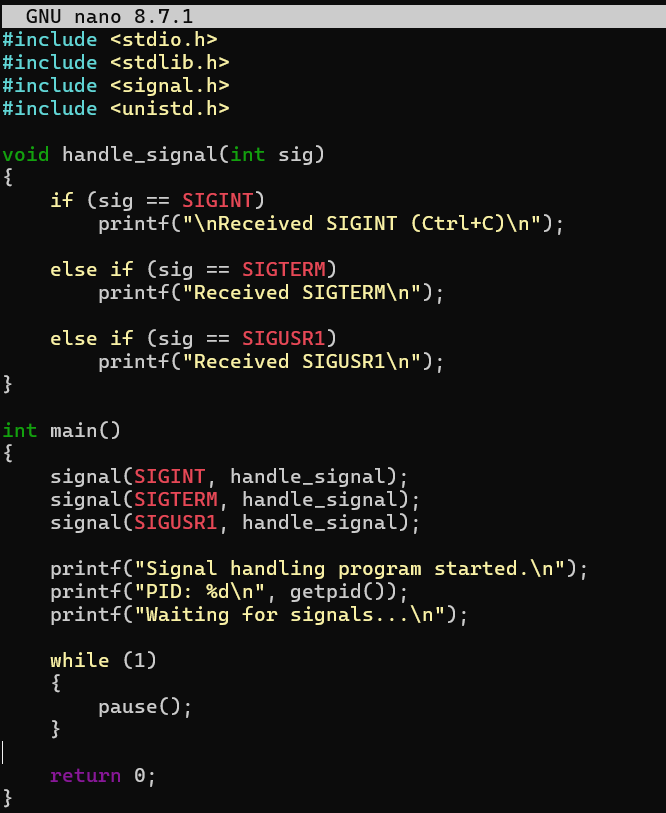 GNU nano 8.7.1
#include <stdio.h>
#include <stdlib.h>
#include <signal.h>
#include <unistd.h>

void handle_signal(int sig)
{
    if (sig == SIGINT)
        printf("\nReceived SIGINT (Ctrl+C)\n");

    else if (sig == SIGTERM)
        printf("Received SIGTERM\n");

    else if (sig == SIGUSR1)
        printf("Received SIGUSR1\n");
}

int main()
{
    signal(SIGINT, handle_signal);
    signal(SIGTERM, handle_signal);
    signal(SIGUSR1, handle_signal);

    printf("Signal handling program started.\n");
    printf("PID: %d\n", getpid());
    printf("Waiting for signals...\n");

    while (1)
    {
        pause();
    }

    return 0;
}